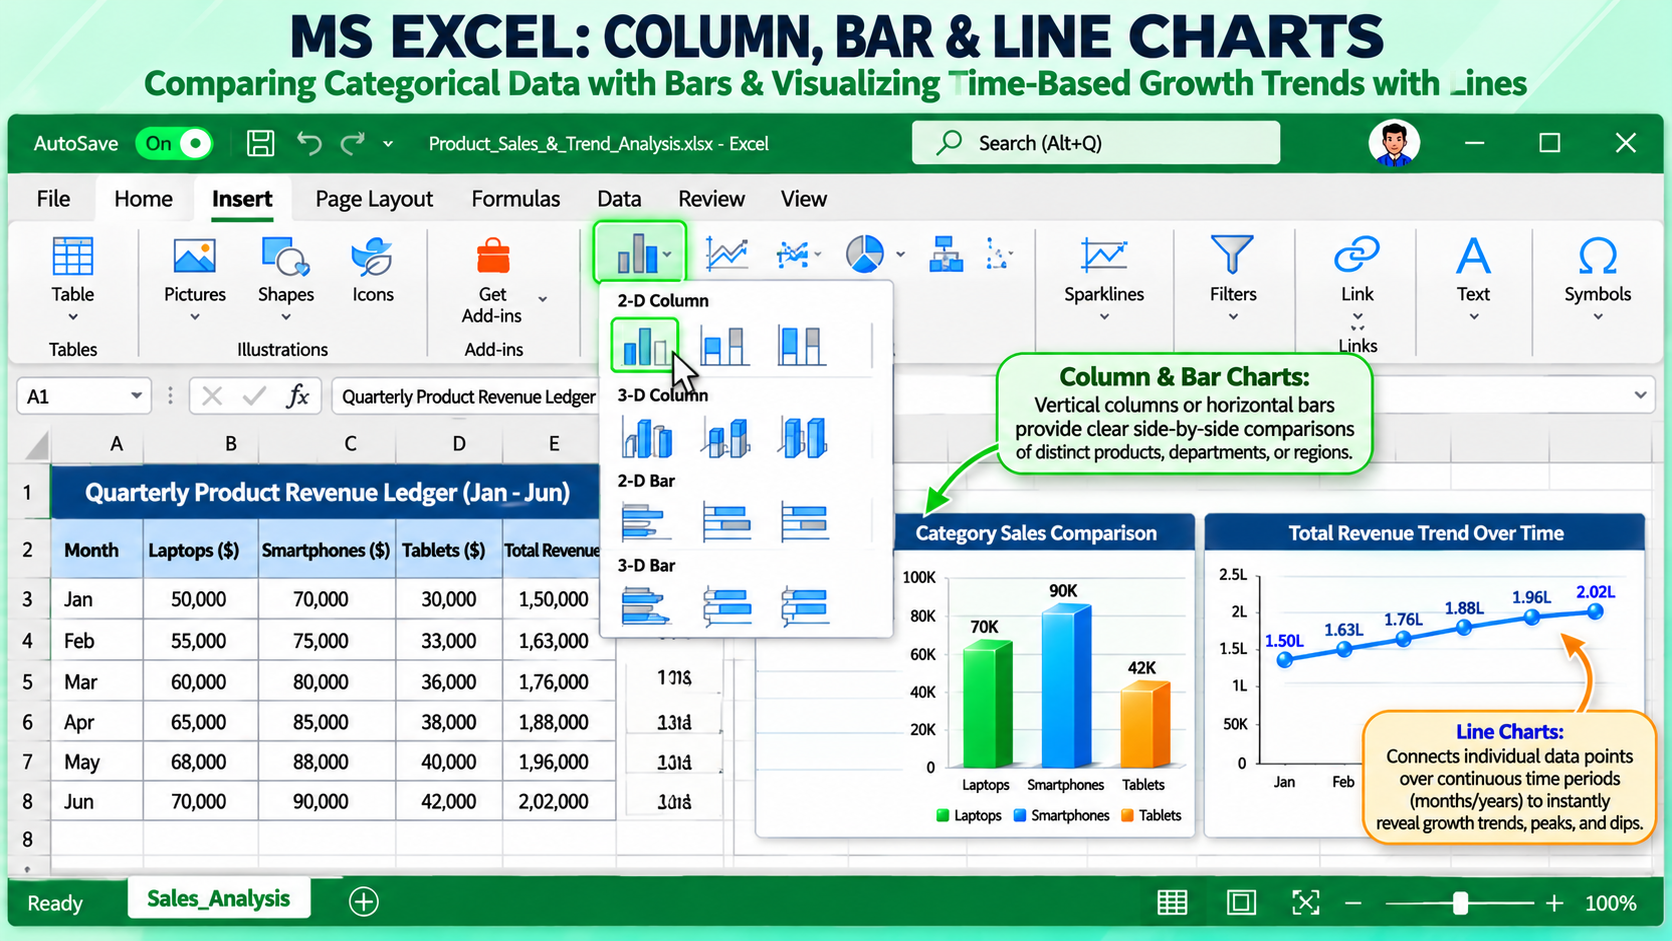 MS EXCEL: COLUMN, BAR & LINE CHARTS
Comparing Categorical Data with Bars & Visualizing Time-Based Growth Trends with Lines
AutoSave On Product_Sales_&_Trend_Analysis.xlsx - Excel Search (Alt+Q)
File Home Insert Page Layout Formulas Data Review View
Table Pictures Shapes Icons Get Add-ins Sparklines Filters Link Text Symbols
Tables Illustrations Add-ins Links
2-D Column
3-D Column
2-D Bar
3-D Bar
A1 fx Quarterly Product Revenue Ledger
Column & Bar Charts:
Vertical columns or horizontal bars
provide clear side-by-side comparisons
of distinct products, departments, or regions.
A B C D E
1 Quarterly Product Revenue Ledger (Jan - Jun)
2 Month Laptops ($) Smartphones ($) Tablets ($) Total Revenue
3 Jan 50,000 70,000 30,000 1,50,000
4 Feb 55,000 75,000 33,000 1,63,000
5 Mar 60,000 80,000 36,000 1,76,000
6 Apr 65,000 85,000 38,000 1,88,000
7 May 68,000 88,000 40,000 1,96,000
8 Jun 70,000 90,000 42,000 2,02,000
8
Category Sales Comparison
100K
80K
60K
40K
20K
0
70K 90K 42K
Laptops Smartphones Tablets
Laptops Smartphones Tablets
Total Revenue Trend Over Time
2.5L
2L
1.5L
1L
50K
0
1.50L 1.63L 1.76L 1.88L 1.96L 2.02L
Jan Feb
Line Charts:
Connects individual data points
over continuous time periods
(months/years) to instantly
reveal growth trends, peaks, and dips.
Ready Sales_Analysis 100%